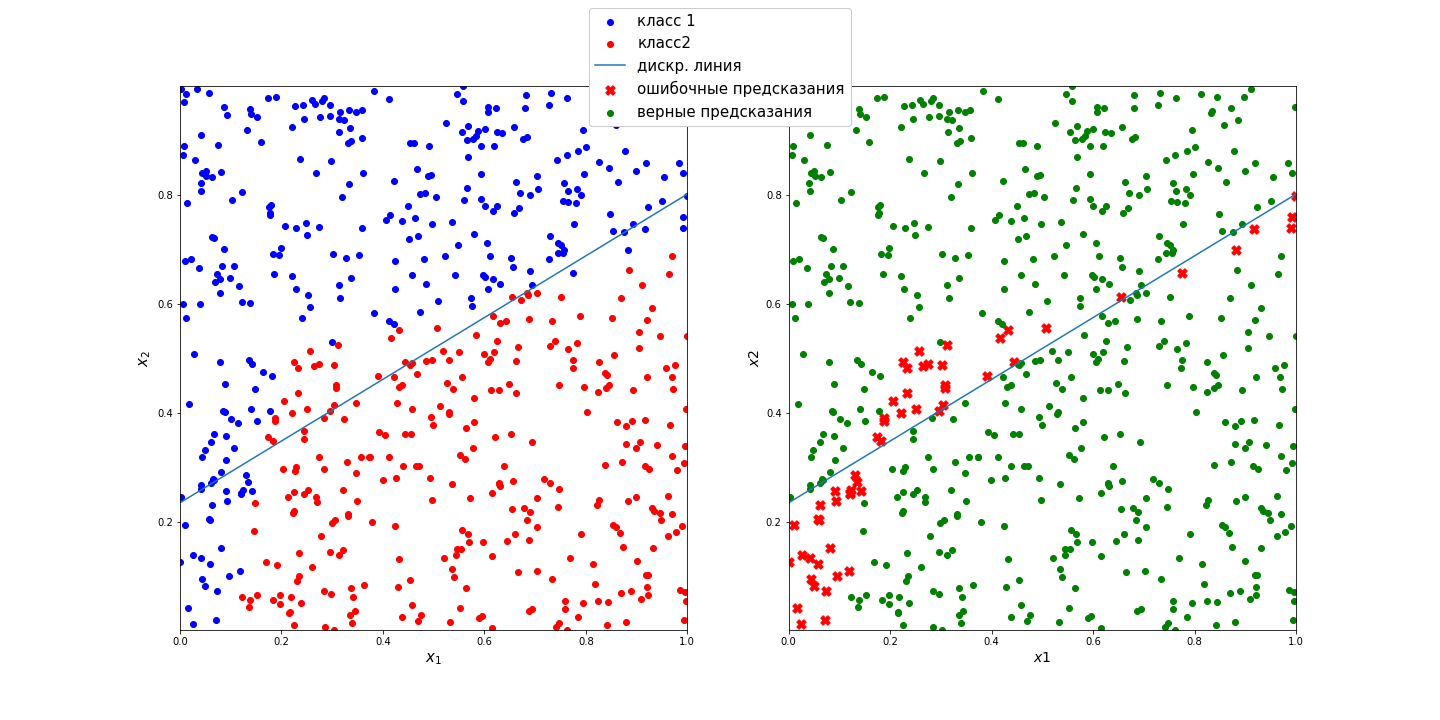 класс 1
класс2
дискр. линия
ошибочные предсказания
верные предсказания
0.8
0.6
0.4
0.2
x₂
0.0 0.2 0.4 0.6 0.8 1.0
x₁
0.8
0.6
0.4
0.2
x2
0.0 0.2 0.4 0.6 0.8 1.0
x1